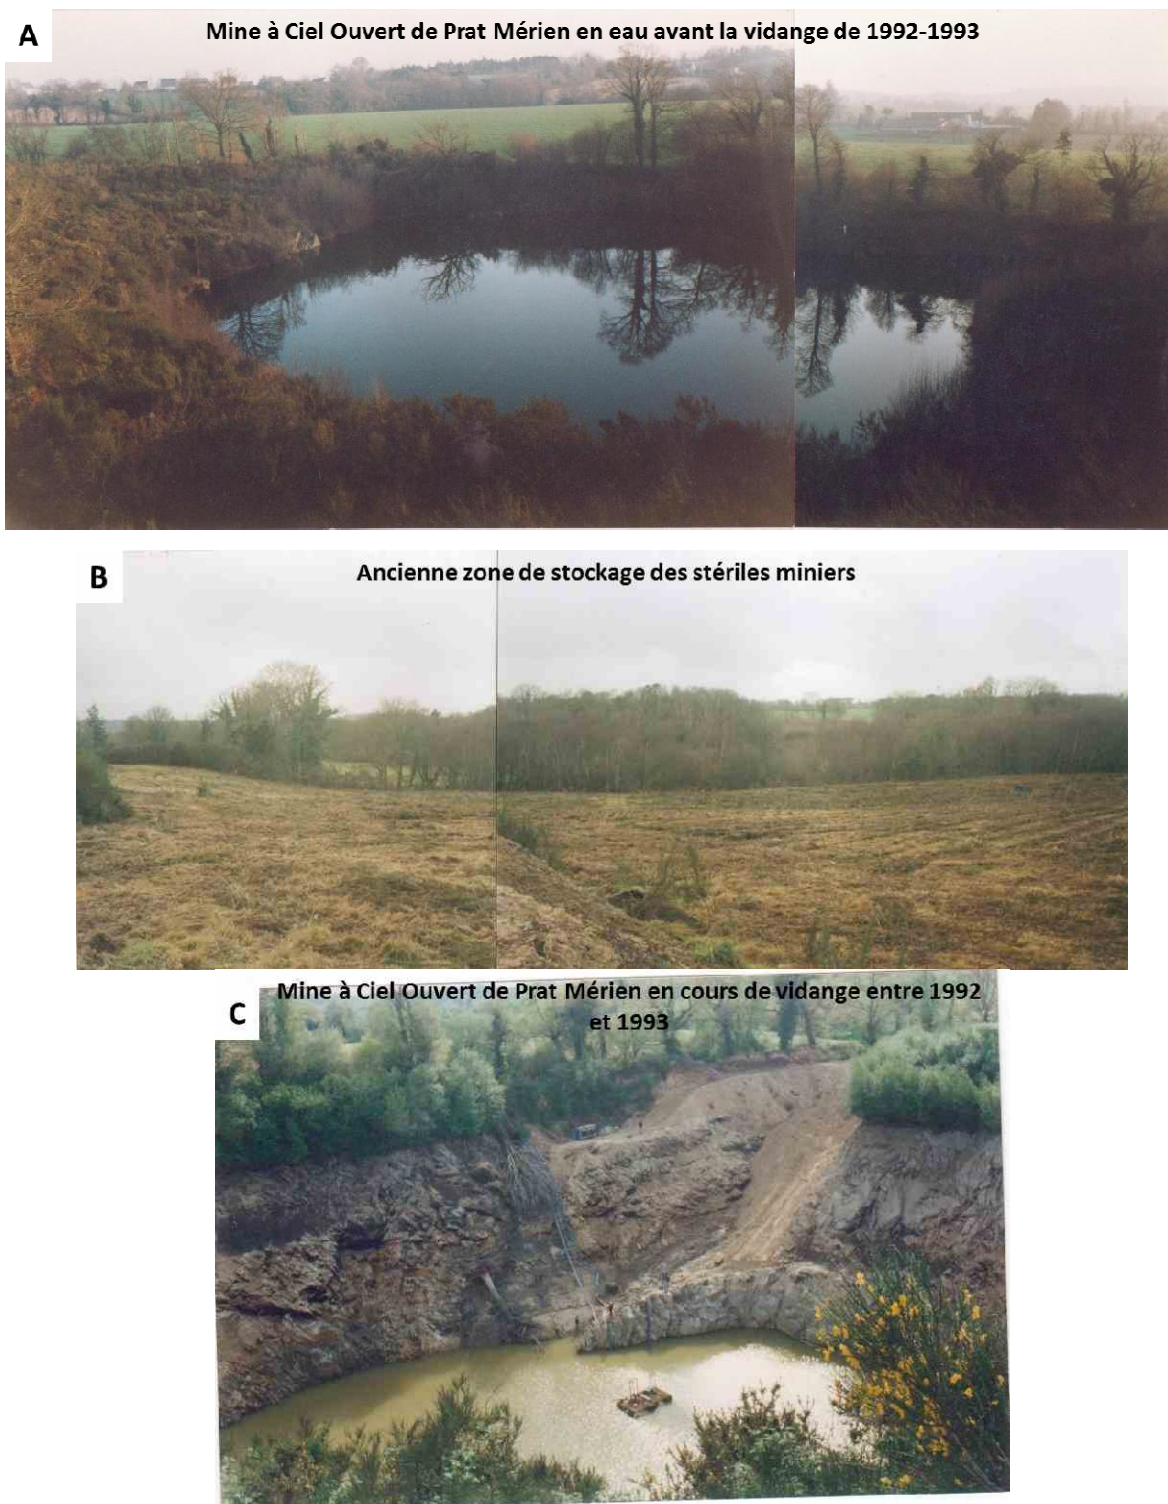 A
Mine à Ciel Ouvert de Prat Mérien en eau avant la vidange de 1992-1993
B
Ancienne zone de stockage des stériles miniers
C
Mine à Ciel Ouvert de Prat Mérien en cours de vidange entre 1992
et 1993